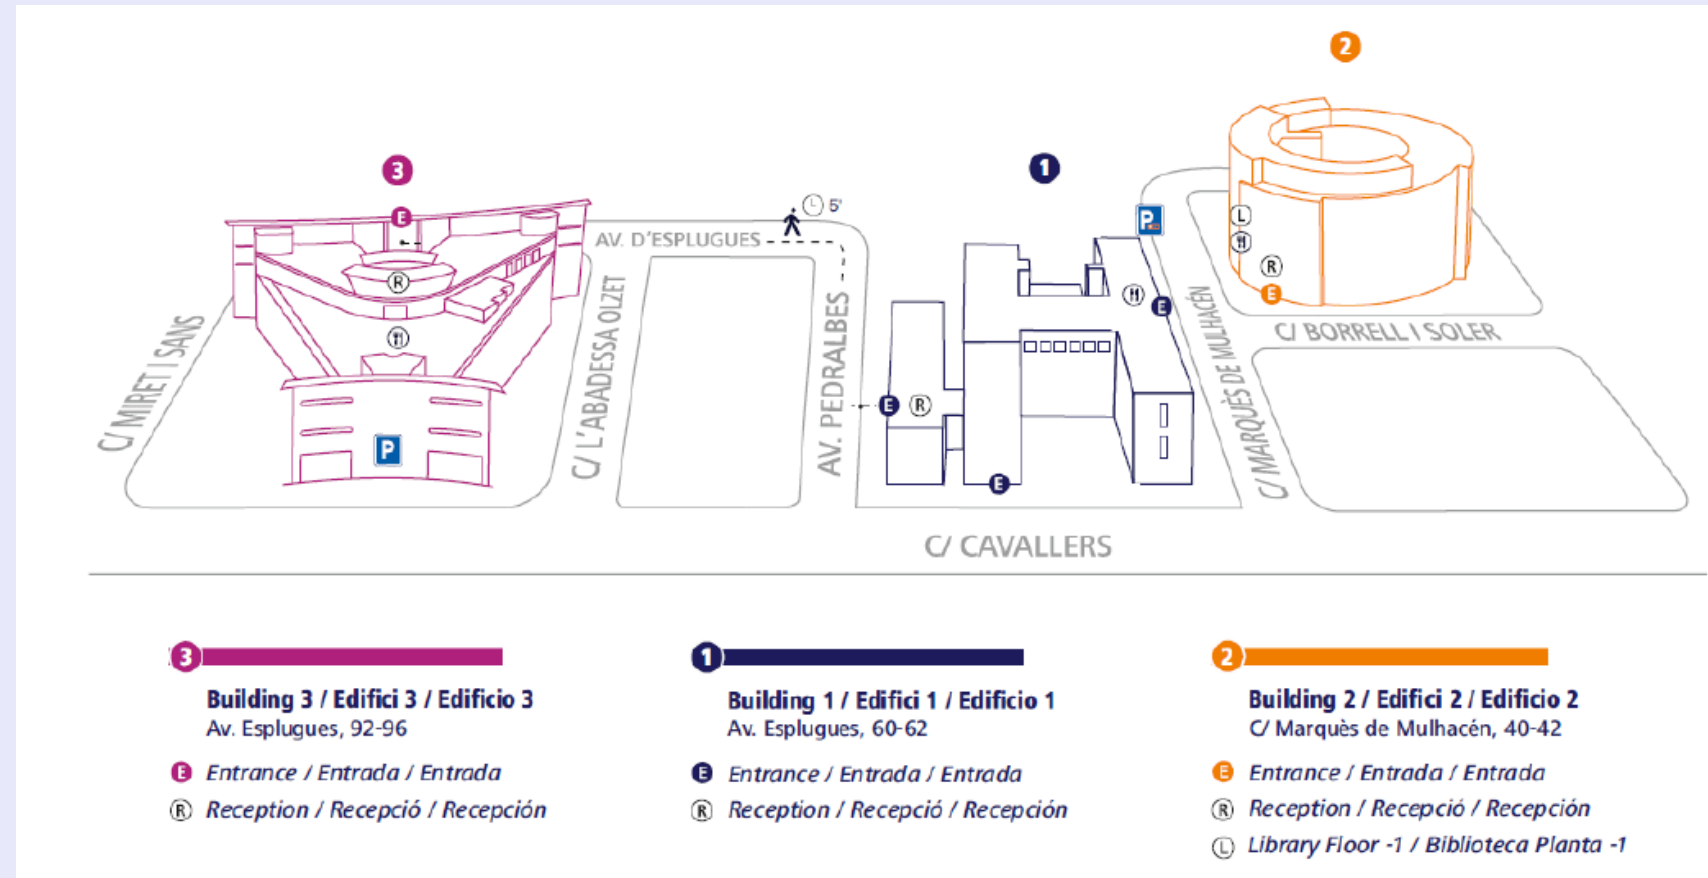 2
3
1
L 5'
E
P
AV. D'ESPLUGUES
L
R
R
E
E
E
C/ MIRET I SANS
C/ L'ABADESSA OLZET
AV. PEDRALBES
C/ MARQUÈS DE MULHACÉN
C/ BORRELL I SOLER
E R
P
E
C/ CAVALLERS
3
Building 3 / Edifici 3 / Edificio 3
Av. Esplugues, 92-96
E Entrance / Entrada / Entrada
R Reception / Recepció / Recepción
1
Building 1 / Edifici 1 / Edificio 1
Av. Esplugues, 60-62
E Entrance / Entrada / Entrada
R Reception / Recepció / Recepción
2
Building 2 / Edifici 2 / Edificio 2
C/ Marquès de Mulhacén, 40-42
E Entrance / Entrada / Entrada
R Reception / Recepció / Recepción
L Library Floor -1 / Biblioteca Planta -1